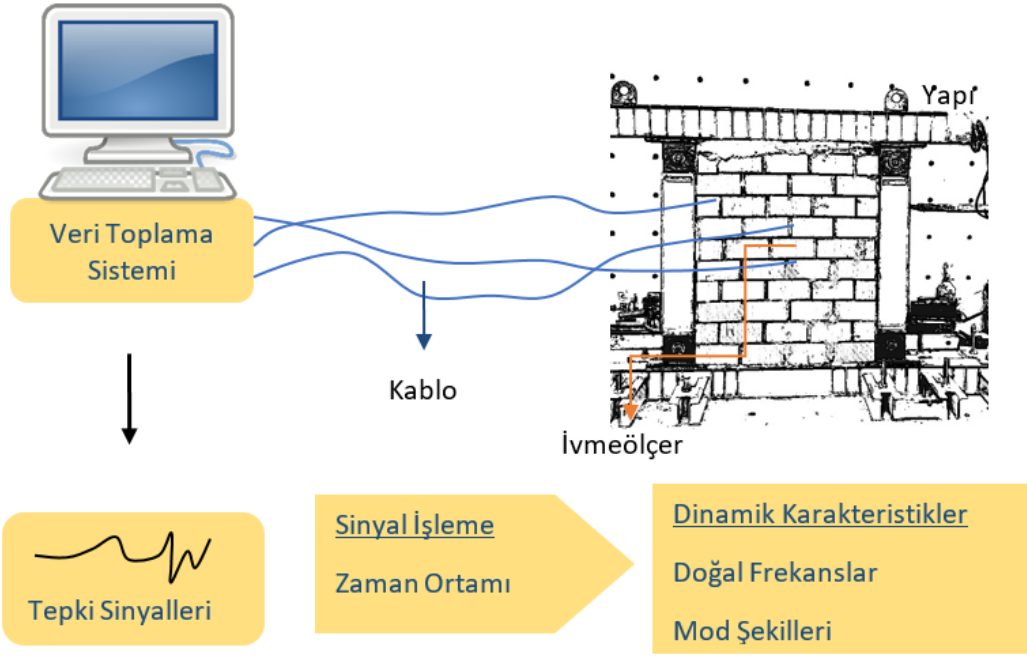 Yapı
Veri Toplama
Sistemi
Kablo
İvmeölçer
Tepki Sinyalleri
Sinyal İşleme
Zaman Ortamı
Dinamik Karakteristikler
Doğal Frekanslar
Mod Şekilleri